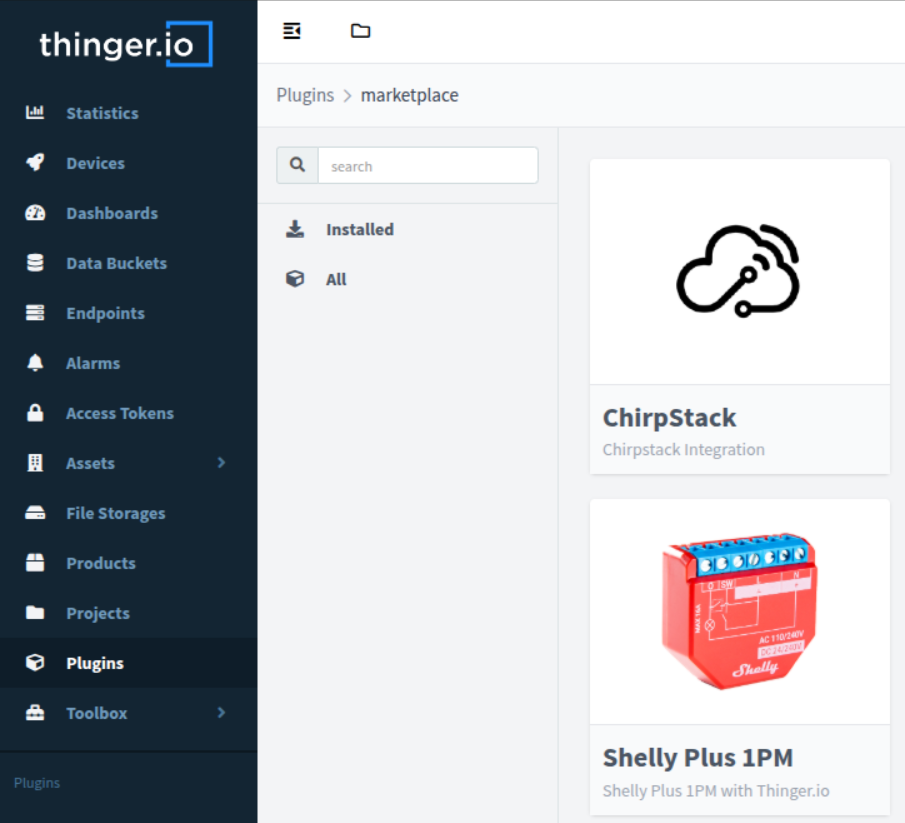 thinger.io
Statistics
Devices
Dashboards
Data Buckets
Endpoints
Alarms
Access Tokens
Assets
File Storages
Products
Projects
Plugins
Toolbox
Plugins
Plugins > marketplace
search
Installed
All
ChirpStack
Chirpstack Integration
O SW N
MAX 16A
AC 110/240V
DC 24/240V
Shelly
Shelly Plus 1PM
Shelly Plus 1PM with Thinger.io